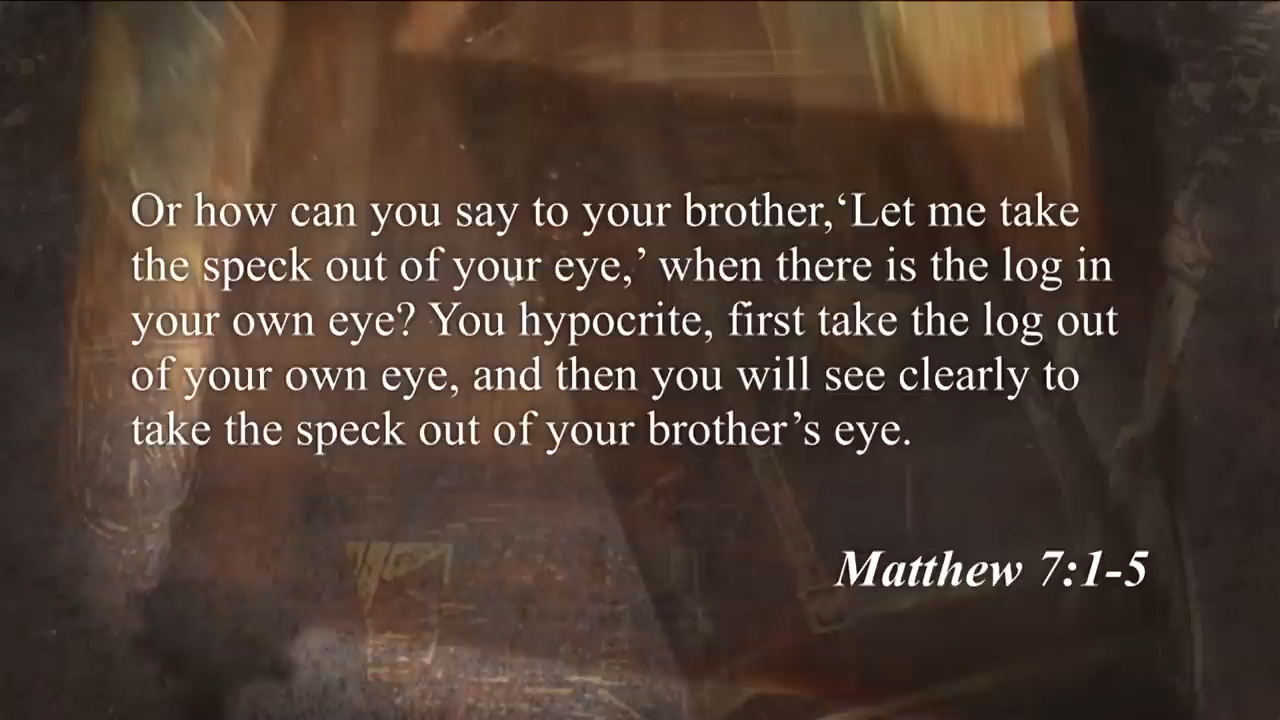 Or how can you say to your brother,‘Let me take
the speck out of your eye,’ when there is the log in
your own eye? You hypocrite, first take the log out
of your own eye, and then you will see clearly to
take the speck out of your brother’s eye.
Matthew 7:1-5